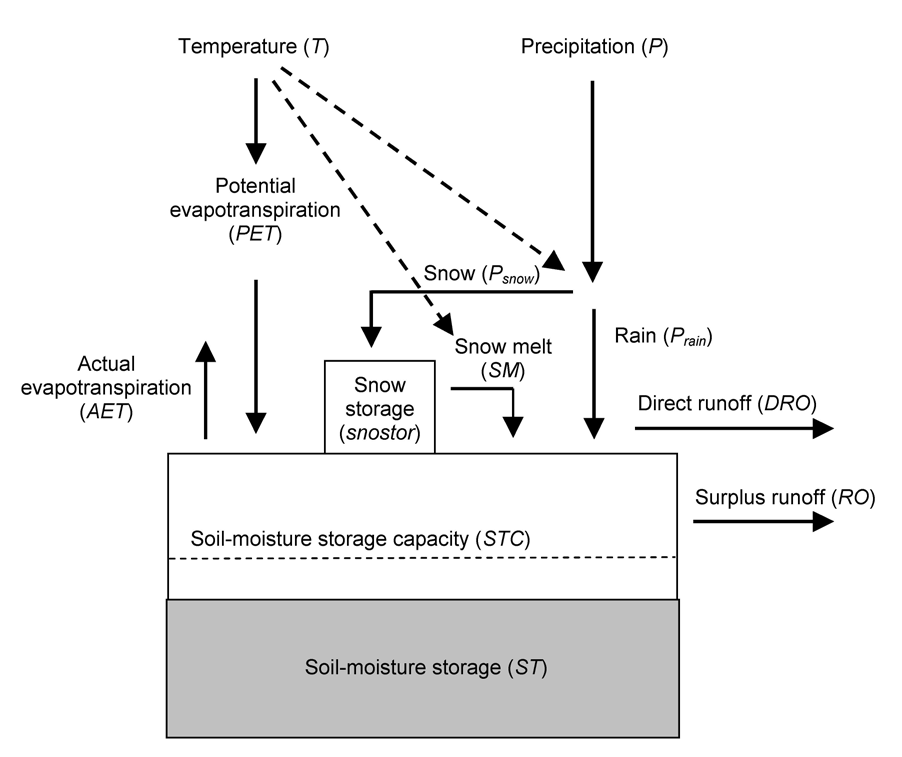 Temperature (T)
Precipitation (P)
Potential
evapotranspiration
(PET)
Snow (Psnow)
Rain (Prain)
Snow melt
(SM)
Actual
evapotranspiration
(AET)
Snow
storage
(snostor)
Direct runoff (DRO)
Surplus runoff (RO)
Soil-moisture storage capacity (STC)
Soil-moisture storage (ST)